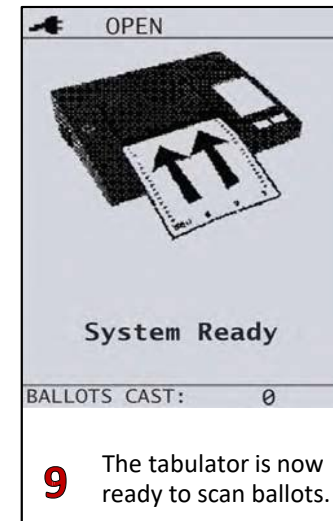 OPEN
System Ready
BALLOTS CAST: 0
9 The tabulator is now
ready to scan ballots.